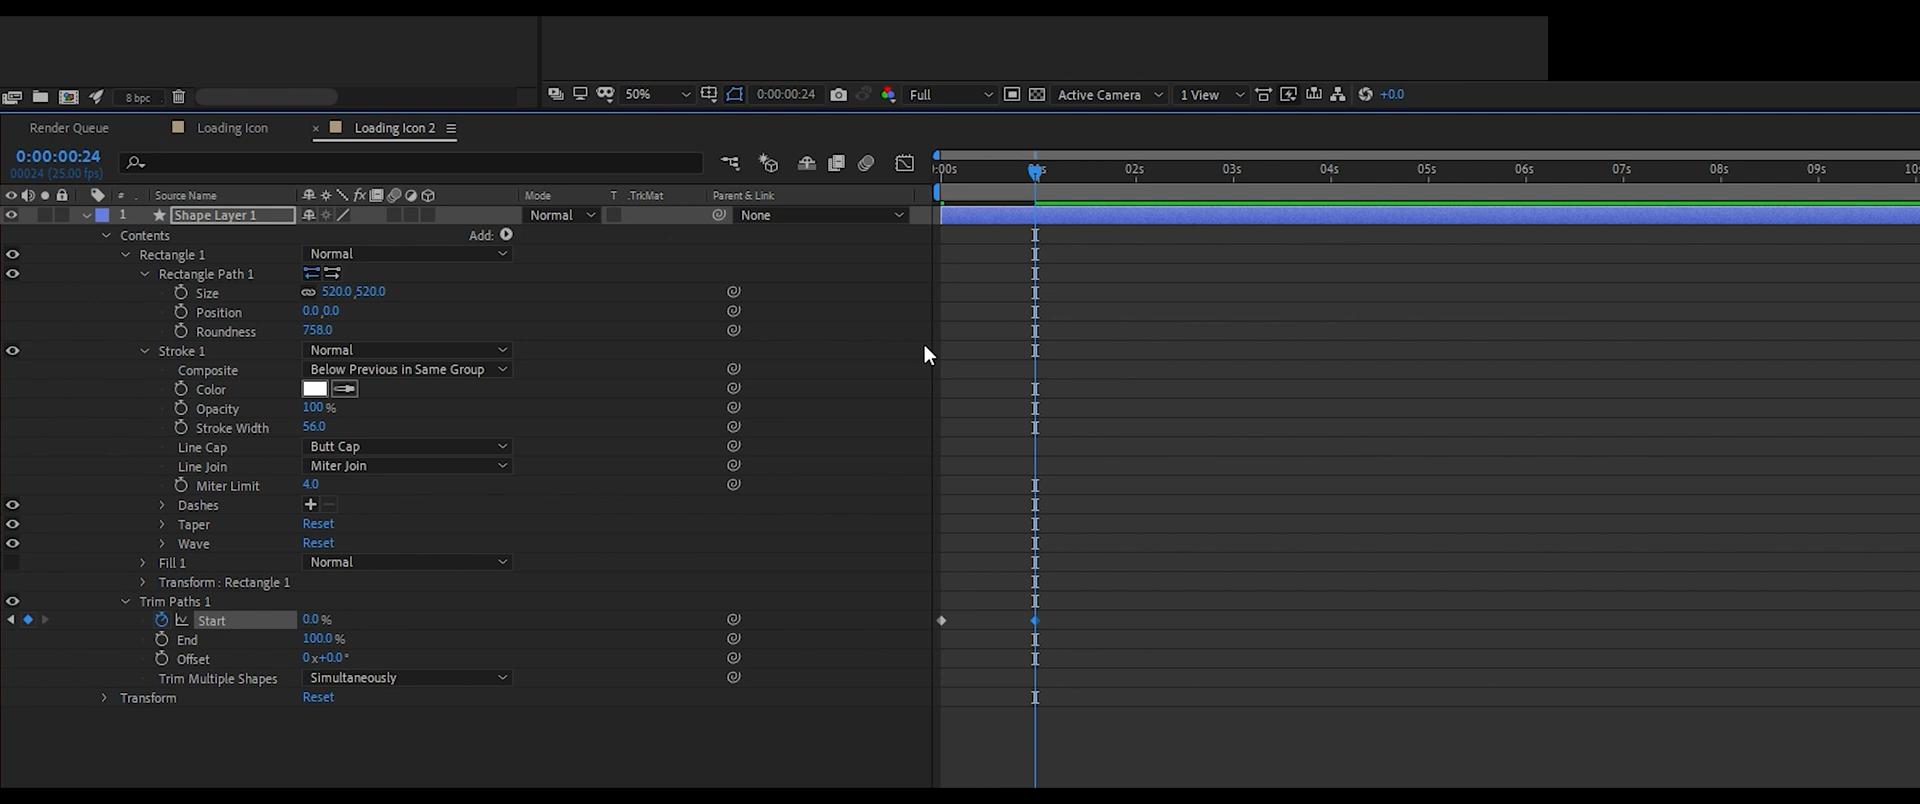 8 bpc
50% 0:00:00:24 Full Active Camera 1 View +0.0
Render Queue Loading Icon × Loading Icon 2
0:00:00:24
00024 (25.00 fps)
:00s 02s 03s 04s 05s 06s 07s 08s 09s 10s
# Source Name fx Mode T .TrkMat Parent & Link
1 Shape Layer 1 Normal None
Contents Add:
Rectangle 1 Normal
Rectangle Path 1
Size 520.0,520.0
Position 0.0,0.0
Roundness 758.0
Stroke 1 Normal
Composite Below Previous in Same Group
Color
Opacity 100 %
Stroke Width 56.0
Line Cap Butt Cap
Line Join Miter Join
Miter Limit 4.0
Dashes + −
Taper Reset
Wave Reset
Fill 1 Normal
Transform : Rectangle 1
Trim Paths 1
Start 0.0 %
End 100.0 %
Offset 0 x+0.0 °
Trim Multiple Shapes Simultaneously
Transform Reset